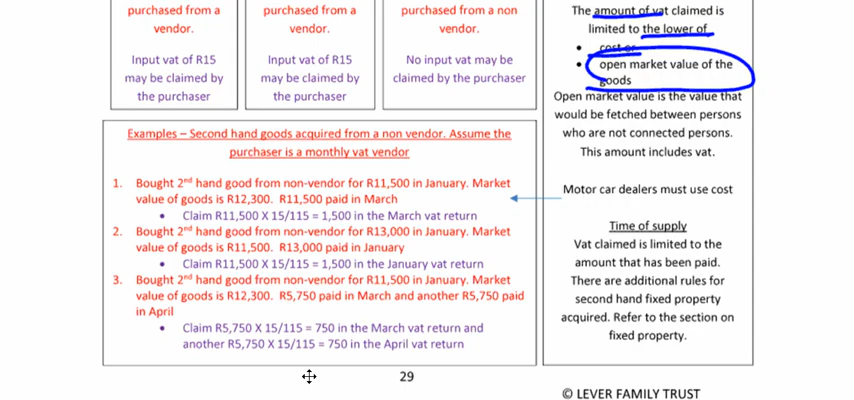 purchased from a
vendor.
Input vat of R15
may be claimed by
the purchaser
purchased from a
vendor.
Input vat of R15
may be claimed by
the purchaser
purchased from a non
vendor.
No input vat may be
claimed by the purchaser
Examples – Second hand goods acquired from a non vendor. Assume the
purchaser is a monthly vat vendor
1. Bought 2nd hand good from non-vendor for R11,500 in January. Market
value of goods is R12,300. R11,500 paid in March
• Claim R11,500 X 15/115 = 1,500 in the March vat return
2. Bought 2nd hand good from non-vendor for R13,000 in January. Market
value of goods is R11,500. R13,000 paid in January
• Claim R11,500 X 15/115 = 1,500 in the January vat return
3. Bought 2nd hand good from non-vendor for R11,500 in January. Market
value of goods is R12,300. R5,750 paid in March and another R5,750 paid
in April
• Claim R5,750 X 15/115 = 750 in the March vat return and
another R5,750 X 15/115 = 750 in the April vat return
The amount of vat claimed is
limited to the lower of
• cost or
• open market value of the
goods
Open market value is the value that
would be fetched between persons
who are not connected persons.
This amount includes vat.
Motor car dealers must use cost
Time of supply
Vat claimed is limited to the
amount that has been paid.
There are additional rules for
second hand fixed property
acquired. Refer to the section on
fixed property.
29
© LEVER FAMILY TRUST